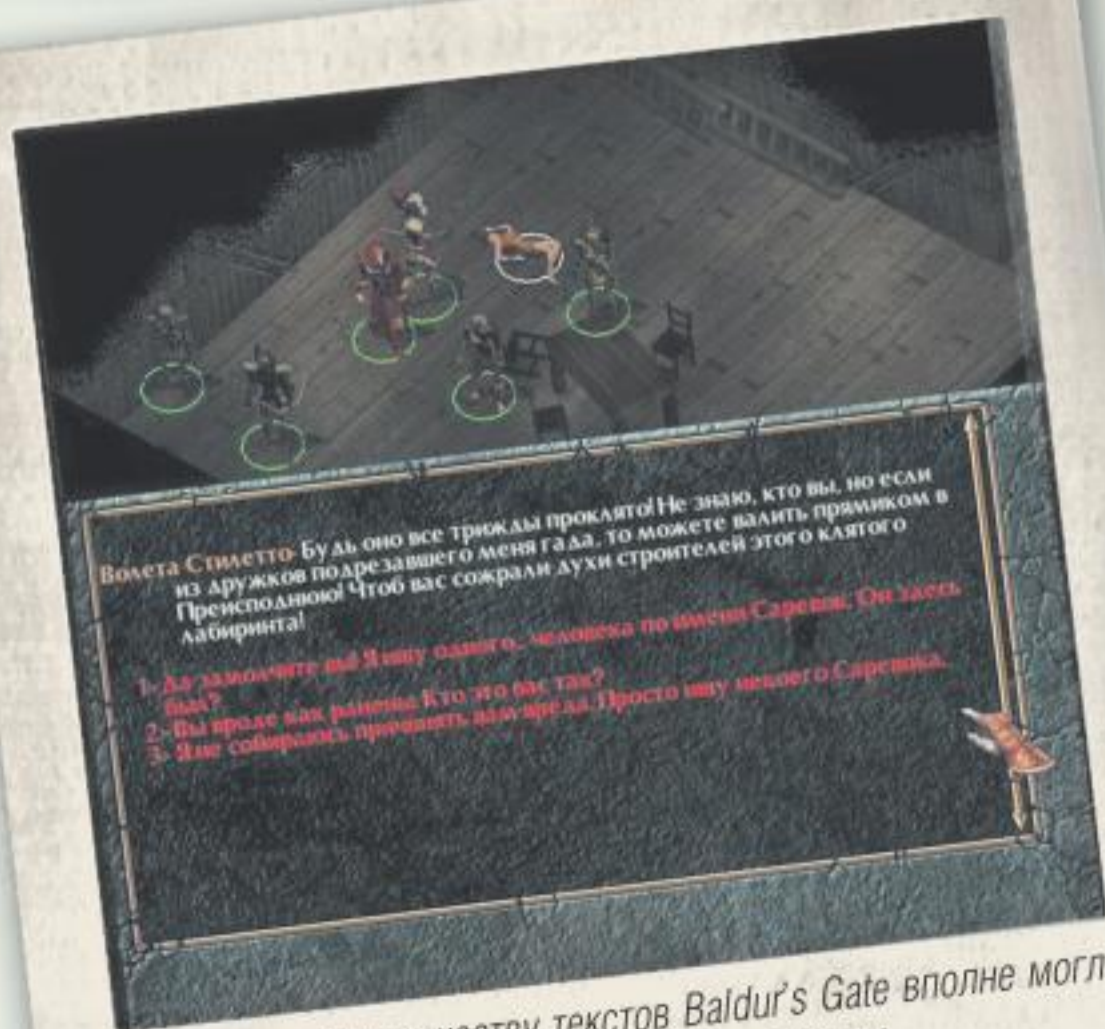 Волета Стилетто- Будь оно все трижды проклято! Не знаю, кто вы, но если
из дружков подрезавшего меня гада, то можете валить прямиком в
Преисподнюю! Чтоб вас сожрали духи строителей этого клятого
лабиринта!
1- Да замолчите вы! Я ищу одного.. человека по имени Саревок. Он здесь
был?
2- Вы вроде как ранены. Кто это вас так?
3- Я не собираюсь причинять вам вреда. Просто ищу некоего Саревока.
текстов Baldur's Gate вполне могл